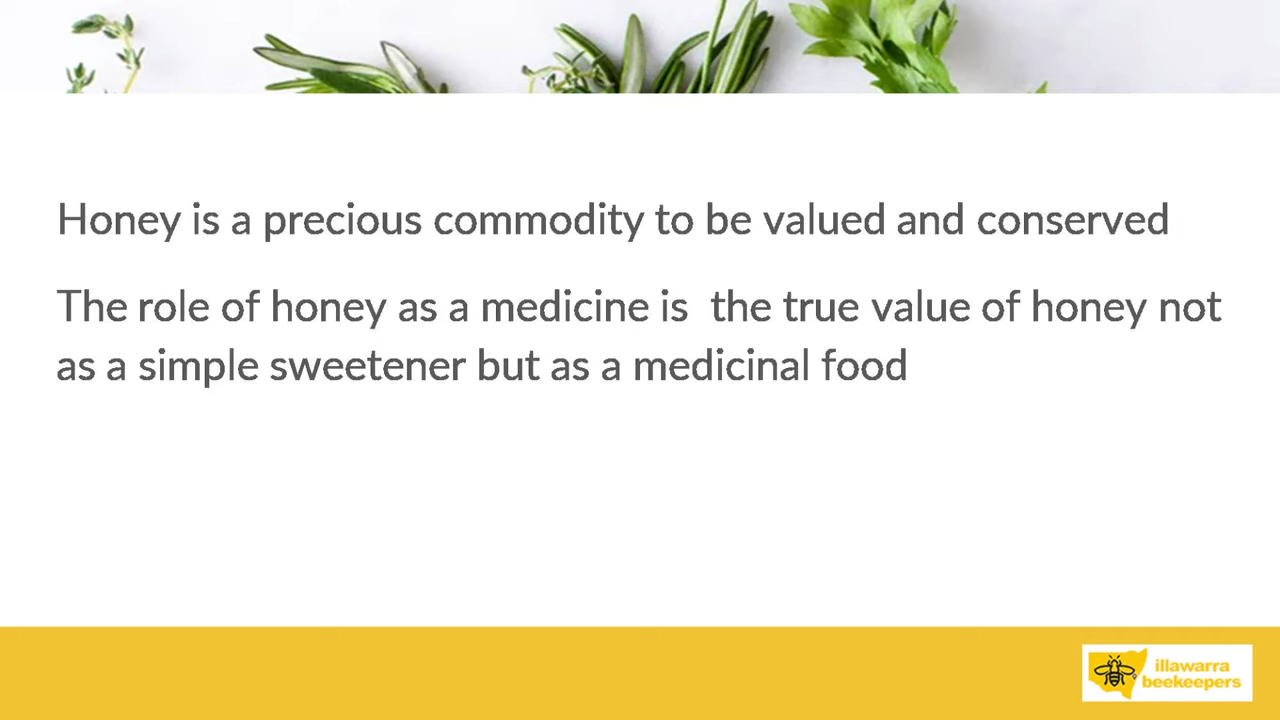 Honey is a precious commodity to be valued and conserved
The role of honey as a medicine is  the true value of honey not
as a simple sweetener but as a medicinal food
illawarra
beekeepers